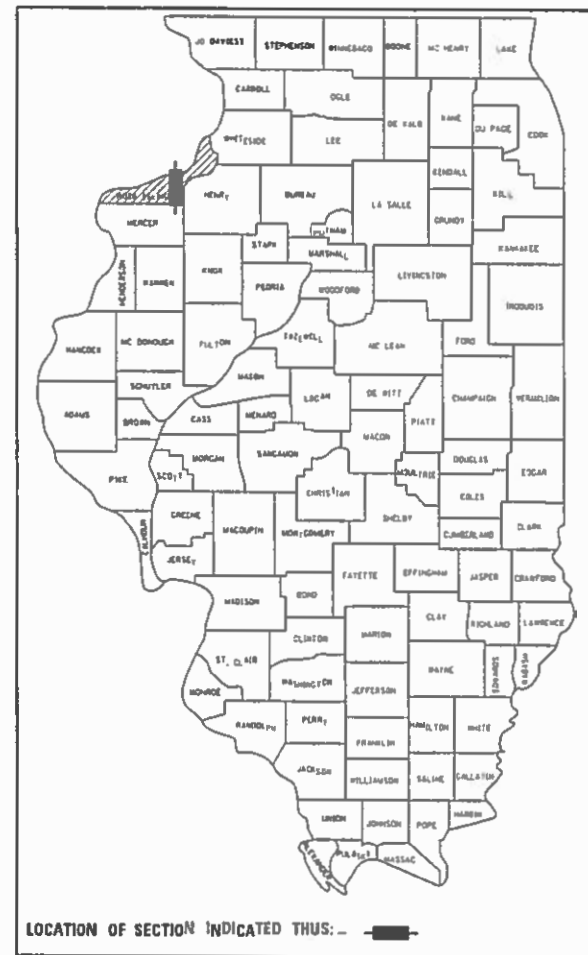 JO DAVIESS STEPHENSON WINNEBAGO BOONE MC HENRY LAKE
CARROLL OGLE
DE KALB KANE DU PAGE COOK
WHITESIDE LEE
KENDALL
HENRY BUREAU LA SALLE GRUNDY WILL
MERCER PUTNAM
STARK MARSHALL KANKAKEE
HENDERSON WARREN KNOX PEORIA WOODFORD LIVINGSTON IROQUOIS
HANCOCK MC DONOUGH FULTON TAZEWELL MC LEAN FORD
SCHUYLER MASON
ADAMS BROWN CASS MENARD LOGAN DE WITT PIATT CHAMPAIGN VERMILION
MACON
PIKE SCOTT MORGAN SANGAMON MOULTRIE DOUGLAS EDGAR
CHRISTIAN COLES
GREENE SHELBY
CALHOUN MACOUPIN MONTGOMERY CUMBERLAND CLARK
JERSEY
FAYETTE EFFINGHAM JASPER CRAWFORD
MADISON BOND
CLAY RICHLAND LAWRENCE
CLINTON MARION
ST. CLAIR WAYNE EDWARDS WABASH
MONROE WASHINGTON JEFFERSON
RANDOLPH PERRY HAMILTON WHITE
FRANKLIN
JACKSON WILLIAMSON SALINE GALLATIN
UNION JOHNSON POPE HARDIN
ALEXANDER PULASKI MASSAC
LOCATION OF SECTION INDICATED THUS: –